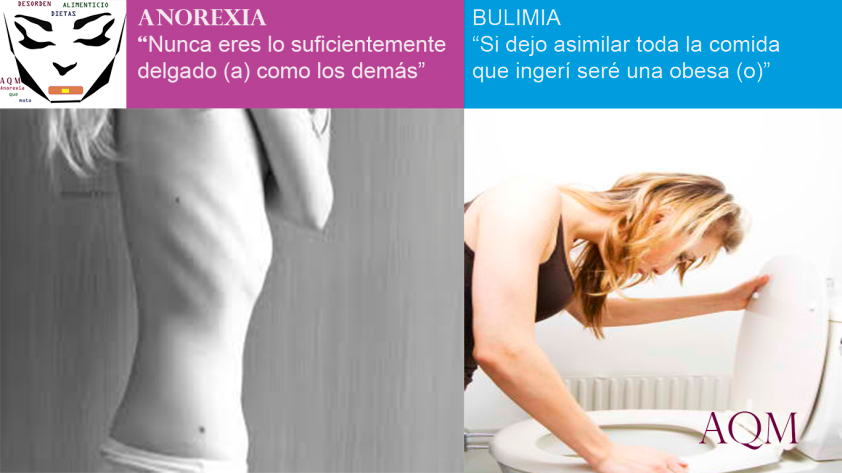 DESORDEN ALIMENTICIO
DIETAS
AQM
Anorexia
que
mata
ANOREXIA
“Nunca eres lo suficientemente
delgado (a) como los demás”
BULIMIA
“Si dejo asimilar toda la comida
que ingerí seré una obesa (o)”
AQM